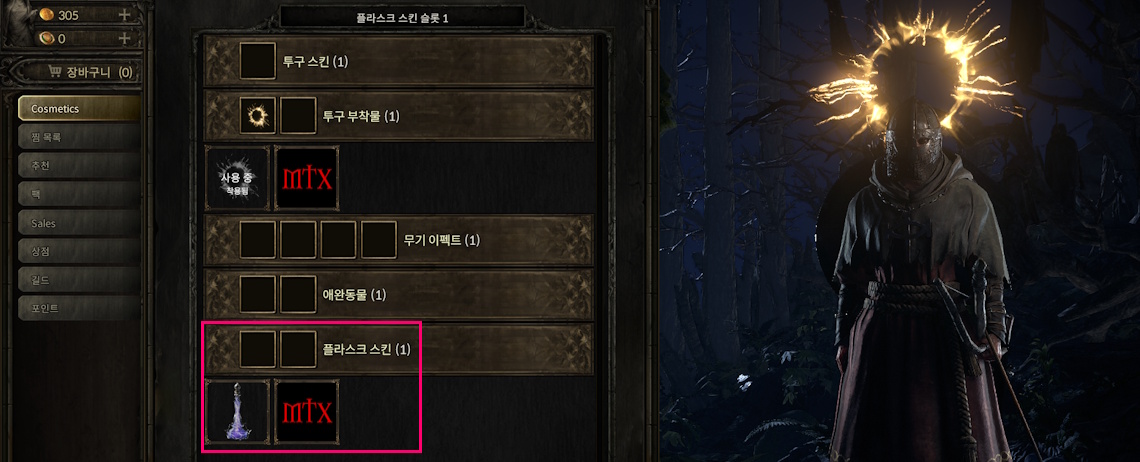 305
0
장바구니 (0)
Cosmetics
찜 목록
추천
팩
Sales
상점
길드
포인트
플라스크 스킨 슬롯 1
투구 스킨 (1)
투구 부착물 (1)
사용 중
착용됨
MTX
무기 이펙트 (1)
애완동물 (1)
플라스크 스킨 (1)
MTX